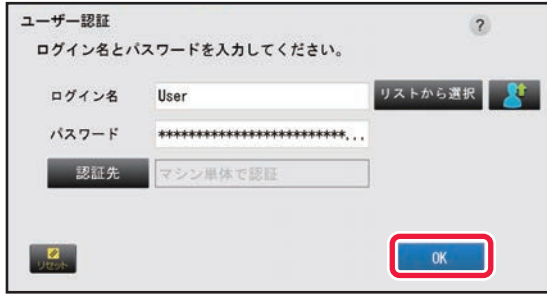 ユーザー認証
?
ログイン名とパスワードを入力してください。
ログイン名 User リストから選択
パスワード *************************...
認証先 マシン単体で認証
リセット OK